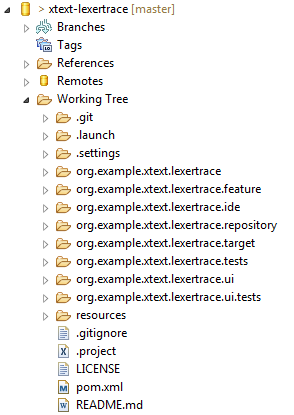 > xtext-lexertrace [master]
Branches
Tags
References
Remotes
Working Tree
.git
.launch
.settings
org.example.xtext.lexertrace
org.example.xtext.lexertrace.feature
org.example.xtext.lexertrace.ide
org.example.xtext.lexertrace.repository
org.example.xtext.lexertrace.target
org.example.xtext.lexertrace.tests
org.example.xtext.lexertrace.ui
org.example.xtext.lexertrace.ui.tests
resources
.gitignore
.project
LICENSE
pom.xml
README.md